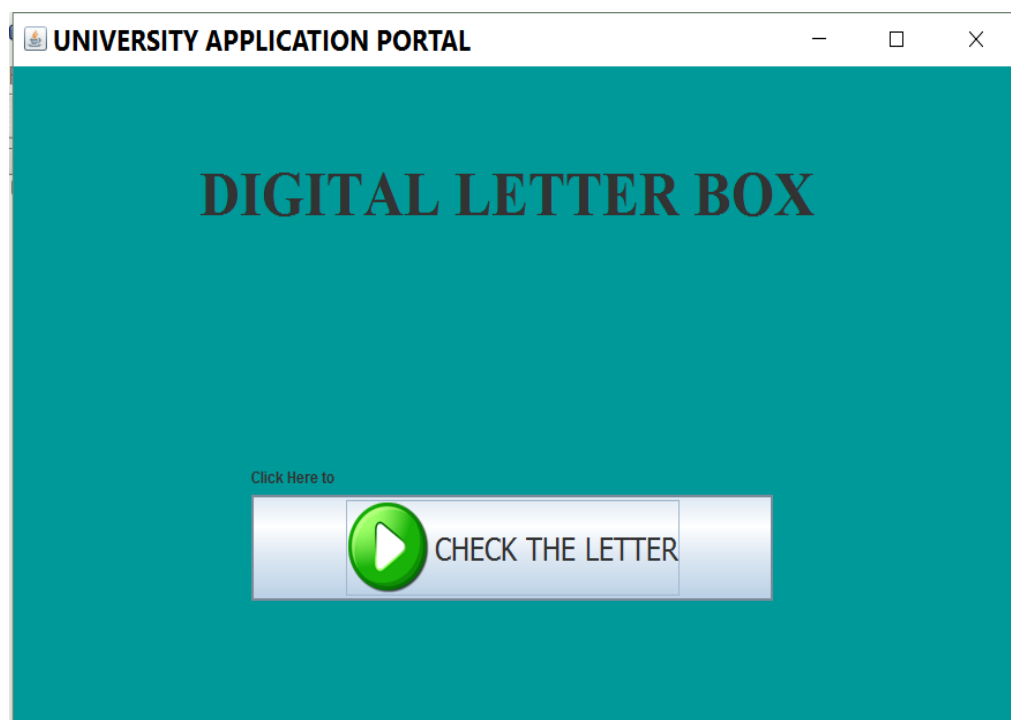 UNIVERSITY APPLICATION PORTAL
DIGITAL LETTER BOX
Click Here to
CHECK THE LETTER